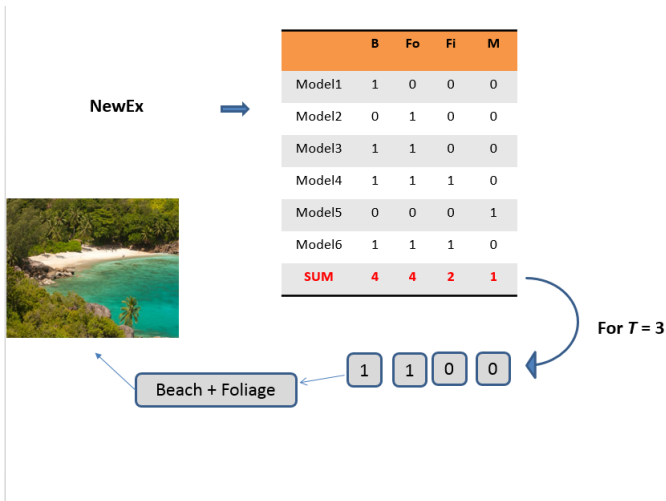 B Fo Fi M
NewEx
Model1 1 0 0 0
Model2 0 1 0 0
Model3 1 1 0 0
Model4 1 1 1 0
Model5 0 0 0 1
Model6 1 1 1 0
SUM 4 4 2 1
For T = 3
1 1 0 0
Beach + Foliage